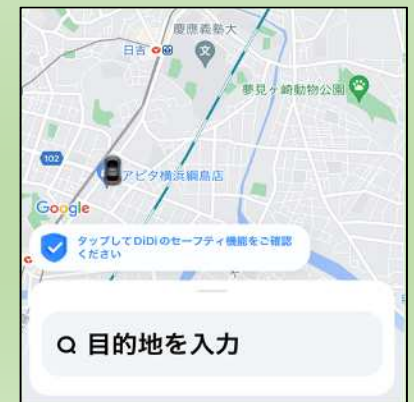 慶應義塾大
日吉
夢見ヶ崎動物公園
102
アピタ横浜綱島店
Google
タップしてDiDiのセーフティ機能をご確認
ください
目的地を入力